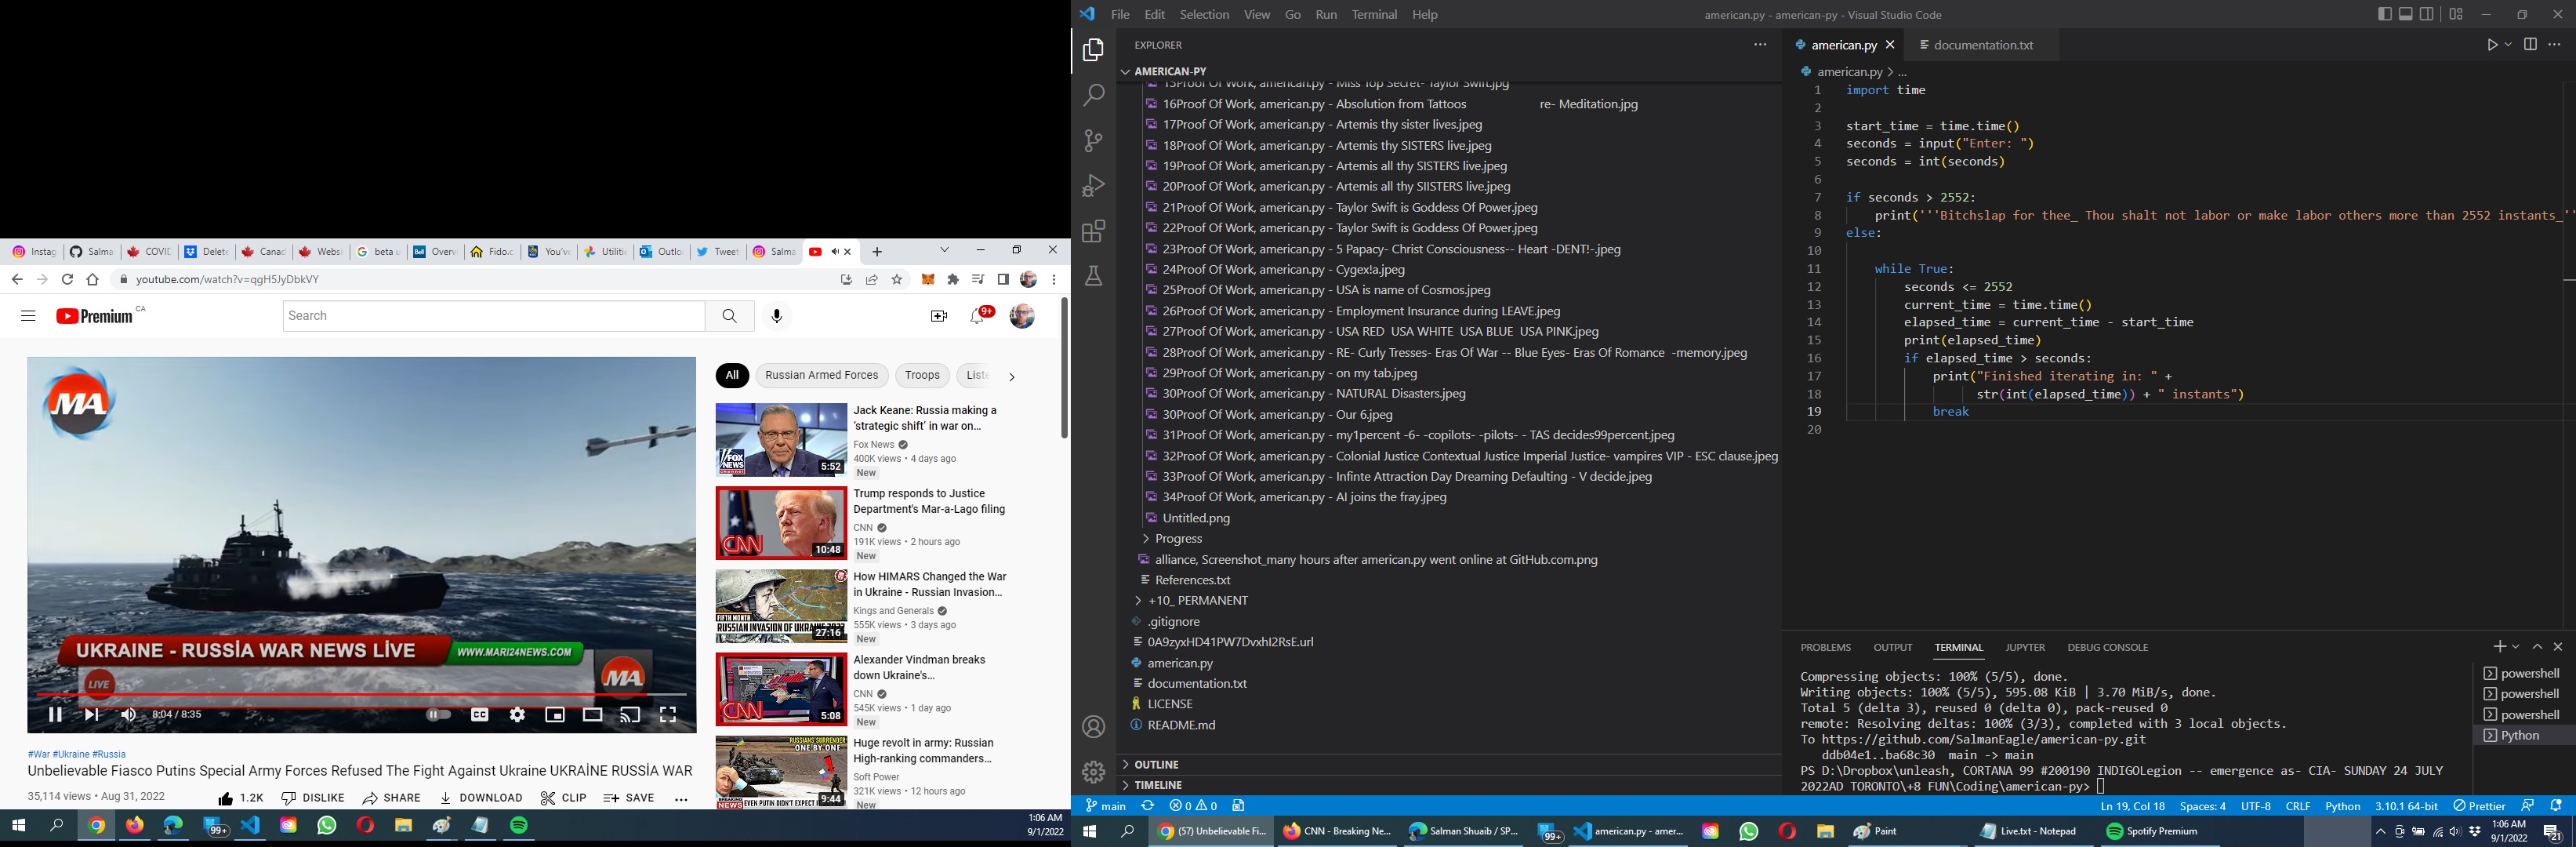 Instag
Salma
COVID
Delete
Canad
Webs
beta u
Overv
Fido.c
You've
Utiliti
Outlo
Tweet
Salma
youtube.com/watch?v=qgH5JyDbkVY
Premium CA
Search
9+
MA
UKRAINE - RUSSİA WAR NEWS LİVE
WWW.MARI24NEWS.COM
MA
LIVE
8:04 / 8:35
#War #Ukraine #Russia
Unbelievable Fiasco Putins Special Army Forces Refused The Fight Against Ukraine UKRAİNE RUSSİA WAR
35,114 views • Aug 31, 2022
1.2K
DISLIKE
SHARE
DOWNLOAD
CLIP
SAVE
All
Russian Armed Forces
Troops
Liste
FOX NEWS
5:52
Jack Keane: Russia making a
'strategic shift' in war on...
Fox News
400K views • 4 days ago
New
CNN
10:48
Trump responds to Justice
Department's Mar-a-Lago filing
CNN
191K views • 2 hours ago
New
FIFTH MONTH
RUSSIAN INVASION OF UKRAINE 2022
27:16
How HIMARS Changed the War
in Ukraine - Russian Invasion...
Kings and Generals
555K views • 3 days ago
New
CNN
5:08
Alexander Vindman breaks
down Ukraine's...
CNN
545K views • 1 day ago
New
RUSSIANS SURRENDER
ONE BY ONE
BREAKING NEWS
EVEN PUTIN DIDN'T EXPECT
9:44
Huge revolt in army: Russian
High-ranking commanders...
Soft Power
321K views • 12 hours ago
New
99+
1:06 AM
9/1/2022
File Edit Selection View Go Run Terminal Help
american.py - american-py - Visual Studio Code
EXPLORER
AMERICAN-PY
15Proof Of Work, american.py - Miss Top Secret- Taylor Swift.jpg
16Proof Of Work, american.py - Absolution from Tattoos re- Meditation.jpg
17Proof Of Work, american.py - Artemis thy sister lives.jpeg
18Proof Of Work, american.py - Artemis thy SISTERS live.jpeg
19Proof Of Work, american.py - Artemis all thy SISTERS live.jpeg
20Proof Of Work, american.py - Artemis all thy SIISTERS live.jpeg
21Proof Of Work, american.py - Taylor Swift is Goddess Of Power.jpeg
22Proof Of Work, american.py - Taylor Swift is Goddess Of Power.jpeg
23Proof Of Work, american.py - 5 Papacy- Christ Consciousness-- Heart -DENT!-.jpeg
24Proof Of Work, american.py - Cygex!a.jpeg
25Proof Of Work, american.py - USA is name of Cosmos.jpeg
26Proof Of Work, american.py - Employment Insurance during LEAVE.jpeg
27Proof Of Work, american.py - USA RED USA WHITE USA BLUE USA PINK.jpeg
28Proof Of Work, american.py - RE- Curly Tresses- Eras Of War -- Blue Eyes- Eras Of Romance -memory.jpeg
29Proof Of Work, american.py - on my tab.jpeg
30Proof Of Work, american.py - NATURAL Disasters.jpeg
30Proof Of Work, american.py - Our 6.jpeg
31Proof Of Work, american.py - my1percent -6- -copilots- -pilots- - TAS decides99percent.jpeg
32Proof Of Work, american.py - Colonial Justice Contextual Justice Imperial Justice- vampires VIP - ESC clause.jpeg
33Proof Of Work, american.py - Infinte Attraction Day Dreaming Defaulting - V decide.jpeg
34Proof Of Work, american.py - AI joins the fray.jpeg
Untitled.png
Progress
alliance, Screenshot_many hours after american.py went online at GitHub.com.png
References.txt
+10_ PERMANENT
.gitignore
0A9zyxHD41PW7DvxhI2RsE.url
american.py
documentation.txt
LICENSE
README.md
OUTLINE
TIMELINE
american.py
documentation.txt
american.py > ...
1 import time
2
3 start_time = time.time()
4 seconds = input("Enter: ")
5 seconds = int(seconds)
6
7 if seconds > 2552:
8 print('''Bitchslap for thee_ Thou shalt not labor or make labor others more than 2552 instants_''
9 else:
10
11 while True:
12 seconds <= 2552
13 current_time = time.time()
14 elapsed_time = current_time - start_time
15 print(elapsed_time)
16 if elapsed_time > seconds:
17 print("Finished iterating in: " +
18 str(int(elapsed_time)) + " instants")
19 break
20
PROBLEMS OUTPUT TERMINAL JUPYTER DEBUG CONSOLE
Compressing objects: 100% (5/5), done.
Writing objects: 100% (5/5), 595.08 KiB | 3.70 MiB/s, done.
Total 5 (delta 3), reused 0 (delta 0), pack-reused 0
remote: Resolving deltas: 100% (3/3), completed with 3 local objects.
To https://github.com/SalmanEagle/american-py.git
ddb04e1..ba68c30 main -> main
PS D:\Dropbox\unleash, CORTANA 99 #200190 INDIGOLegion -- emergence as- CIA- SUNDAY 24 JULY
2022AD TORONTO\+8 FUN\Coding\american-py>
powershell
powershell
powershell
Python
main
0 0
Ln 19, Col 18 Spaces: 4 UTF-8 CRLF Python 3.10.1 64-bit Prettier
(57) Unbelievable Fi...
CNN - Breaking Ne...
Salman Shuaib / SP...
99+
american.py - amer...
Paint
Live.txt - Notepad
Spotify Premium
1:06 AM
9/1/2022
21